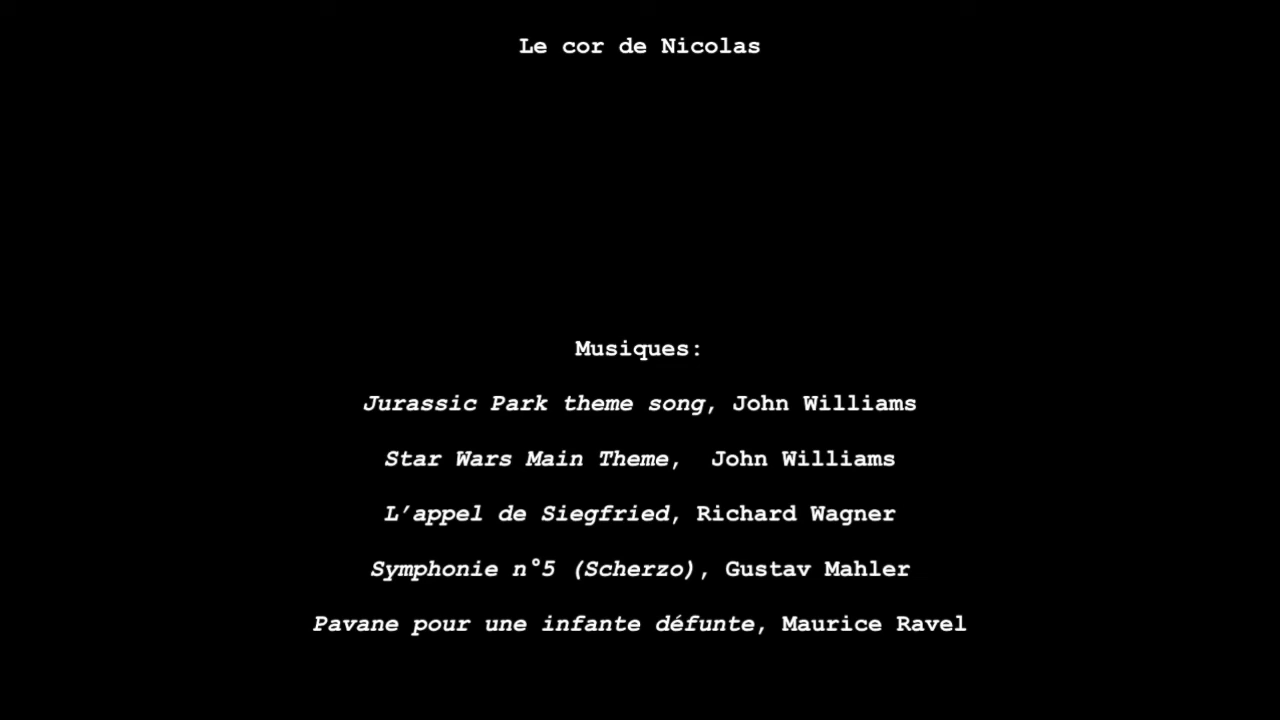 Le cor de Nicolas
Musiques:
Jurassic Park theme song, John Williams
Star Wars Main Theme,  John Williams
L’appel de Siegfried, Richard Wagner
Symphonie n°5 (Scherzo), Gustav Mahler
Pavane pour une infante défunte, Maurice Ravel